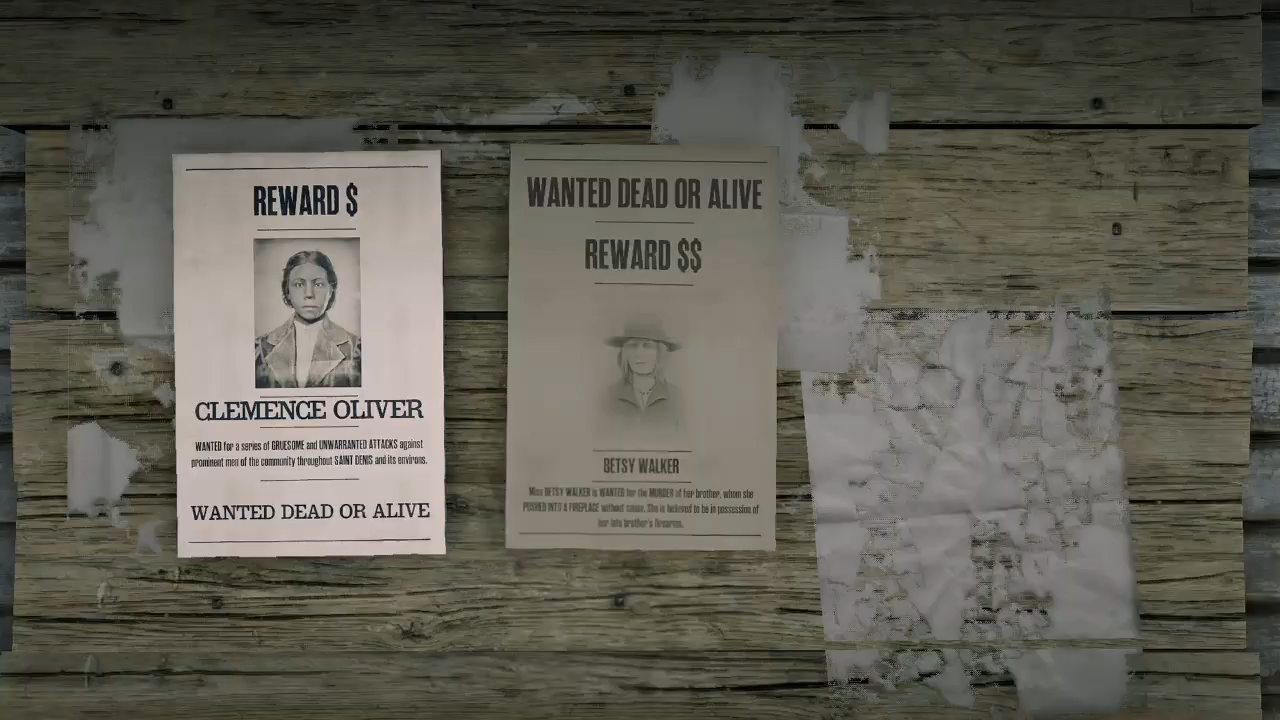 REWARD $
CLEMENCE OLIVER
WANTED for a series of GRUESOME and UNWARRANTED ATTACKS against
prominent men of the community throughout SAINT DENIS and its environs.
WANTED DEAD OR ALIVE
WANTED DEAD OR ALIVE
REWARD $$
BETSY WALKER
Miss BETSY WALKER is WANTED for the MURDER of her brother, whom she
PUSHED INTO A FIREPLACE without cause. She is believed to be in possession of
her late brother's firearms.